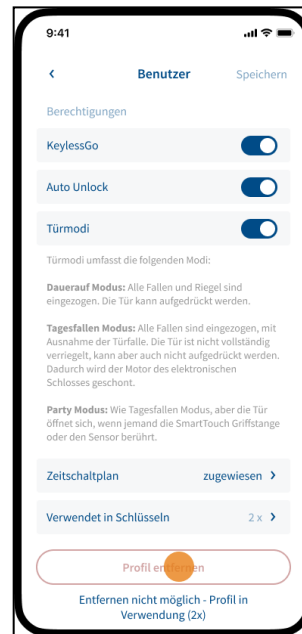 9:41
Benutzer
Speichern
Berechtigungen
KeylessGo
Auto Unlock
Türmodi
Türmodi umfasst die folgenden Modi:
Dauerauf Modus: Alle Fallen und Riegel sind
eingezogen. Die Tür kann aufgedrückt werden.
Tagesfallen Modus: Alle Fallen sind eingezogen, mit
Ausnahme der Türfalle. Die Tür ist nicht vollständig
verriegelt, kann aber auch nicht aufgedrückt werden.
Dadurch wird der Motor des elektronischen
Schlosses geschont.
Party Modus: Wie Tagesfallen Modus, aber die Tür
öffnet sich, wenn jemand die SmartTouch Griffstange
oder den Sensor berührt.
Zeitschaltplan zugewiesen
Verwendet in Schlüsseln 2 x
Profil entfernen
Entfernen nicht möglich - Profil in
Verwendung (2x)